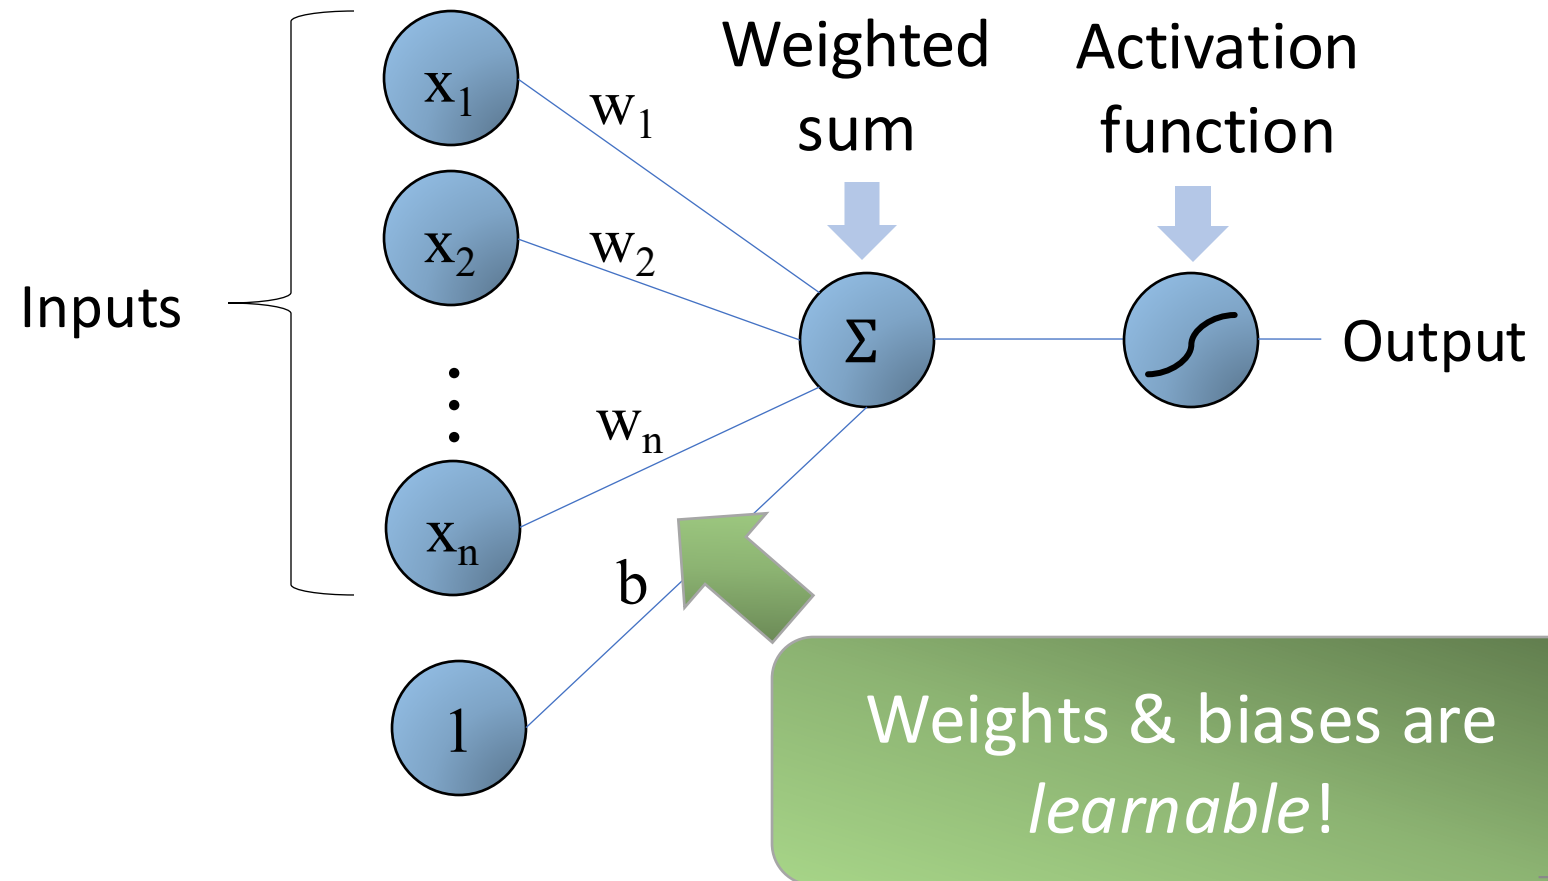 Weighted
sum
Activation
function
Inputs
x₁
w₁
x₂
w₂
xₙ
wₙ
1
b
Σ
Output
Weights & biases are
learnable!